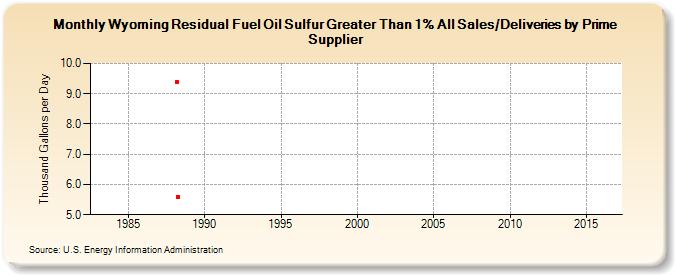 Monthly Wyoming Residual Fuel Oil Sulfur Greater Than 1% All Sales/Deliveries by Prime
Supplier
Thousand Gallons per Day
10.0
9.0
8.0
7.0
6.0
5.0
1985 1990 1995 2000 2005 2010 2015
Source: U.S. Energy Information Administration